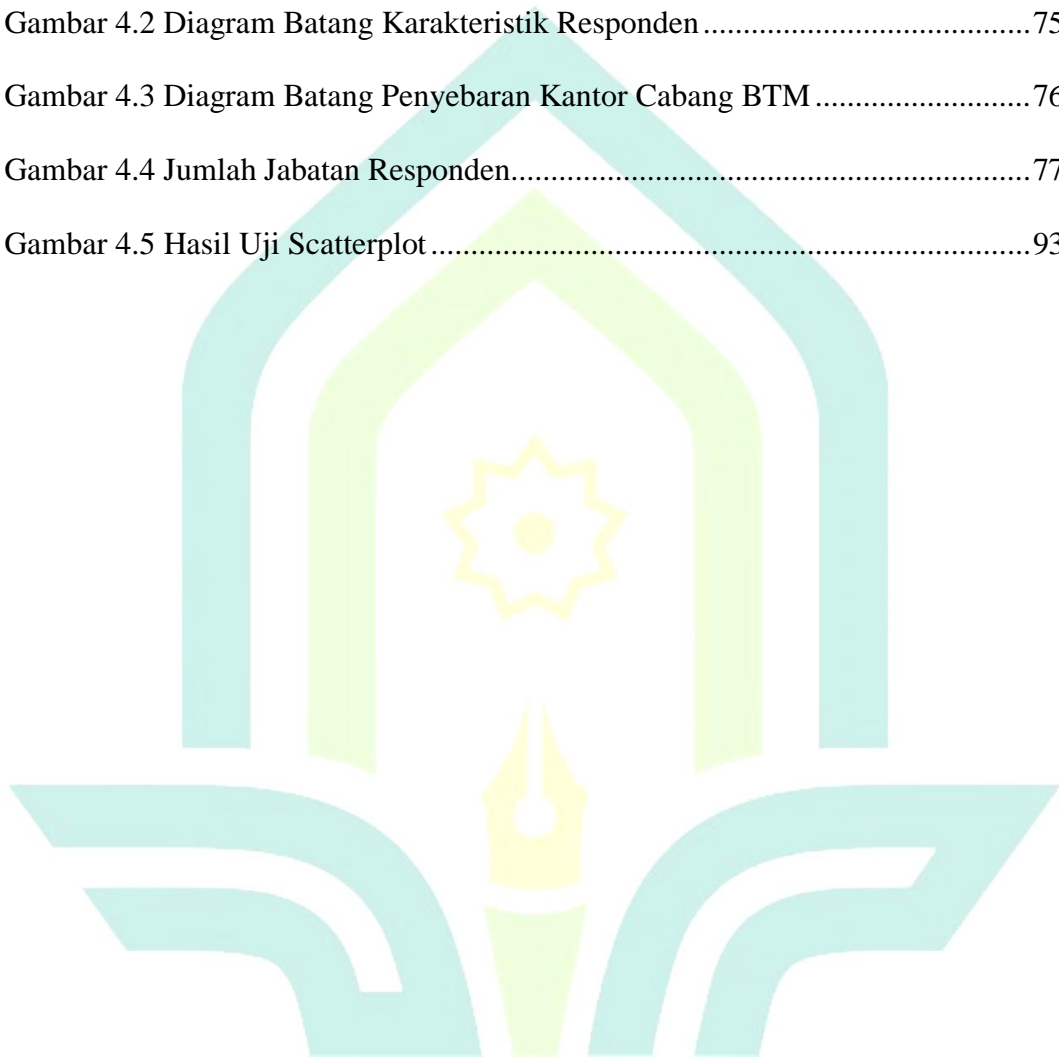 Gambar 4.2 Diagram Batang Karakteristik Responden.....................................75
Gambar 4.3 Diagram Batang Penyebaran Kantor Cabang BTM........................76
Gambar 4.4 Jumlah Jabatan Responden............................................................77
Gambar 4.5 Hasil Uji Scatterplot.....................................................................93